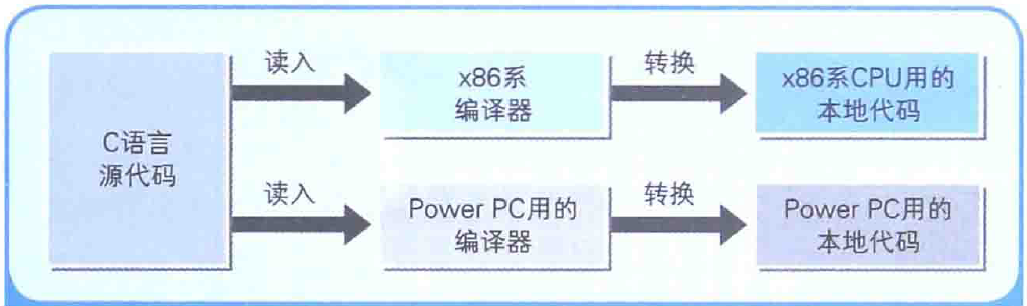 C语言
源代码
读入
x86系
编译器
转换
x86系CPU用的
本地代码
读入
Power PC用的
编译器
转换
Power PC用的
本地代码